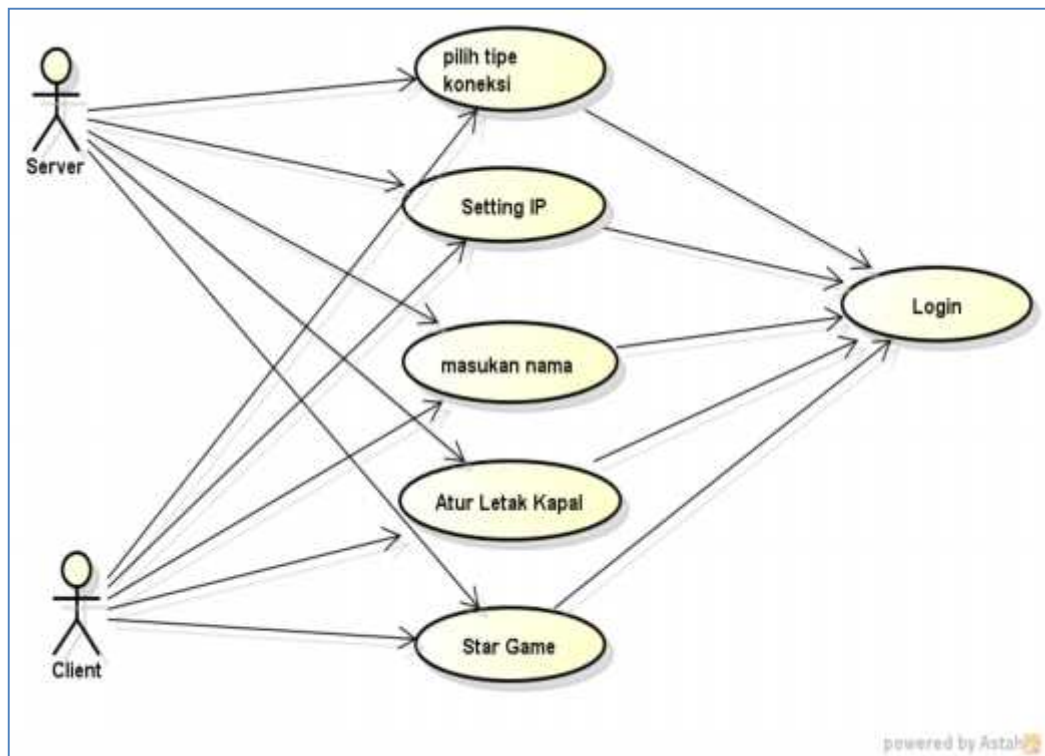 pilih tipe
koneksi
Server
Setting IP
Login
masukan nama
Atur Letak Kapal
Star Game
Client
powered by Astah